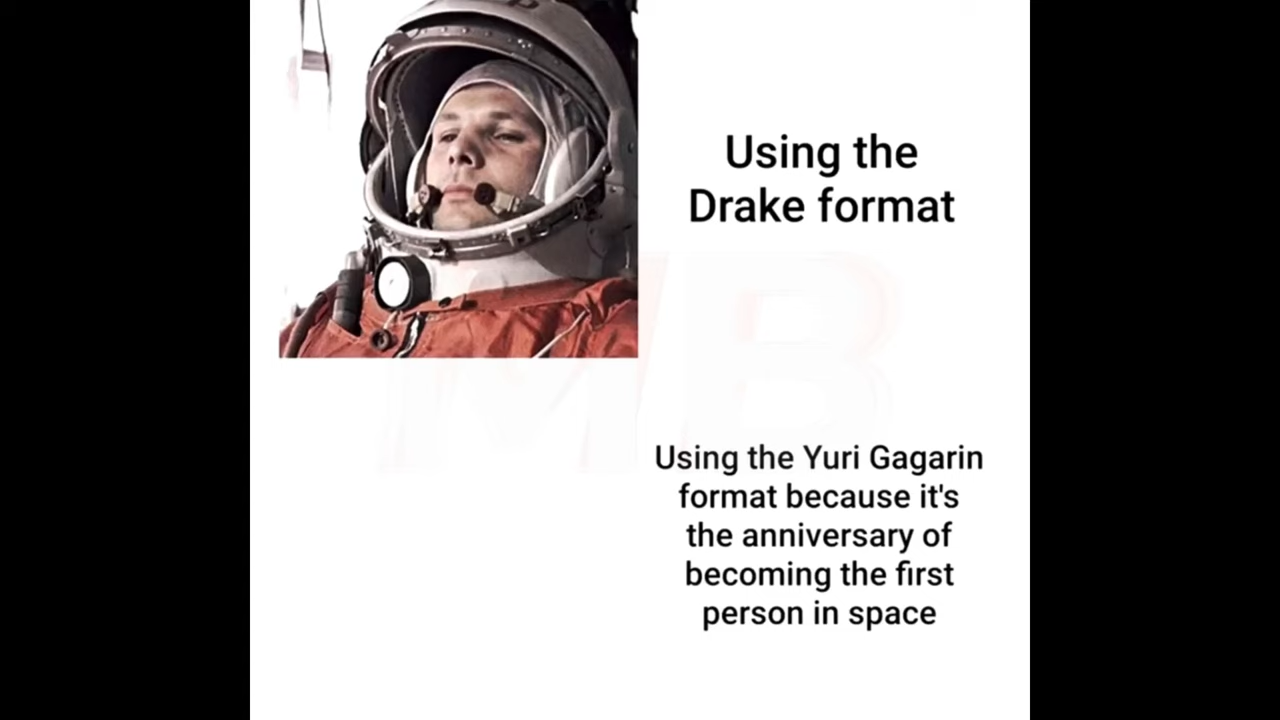 Using the
Drake format
Using the Yuri Gagarin
format because it's
the anniversary of
becoming the first
person in space
MB